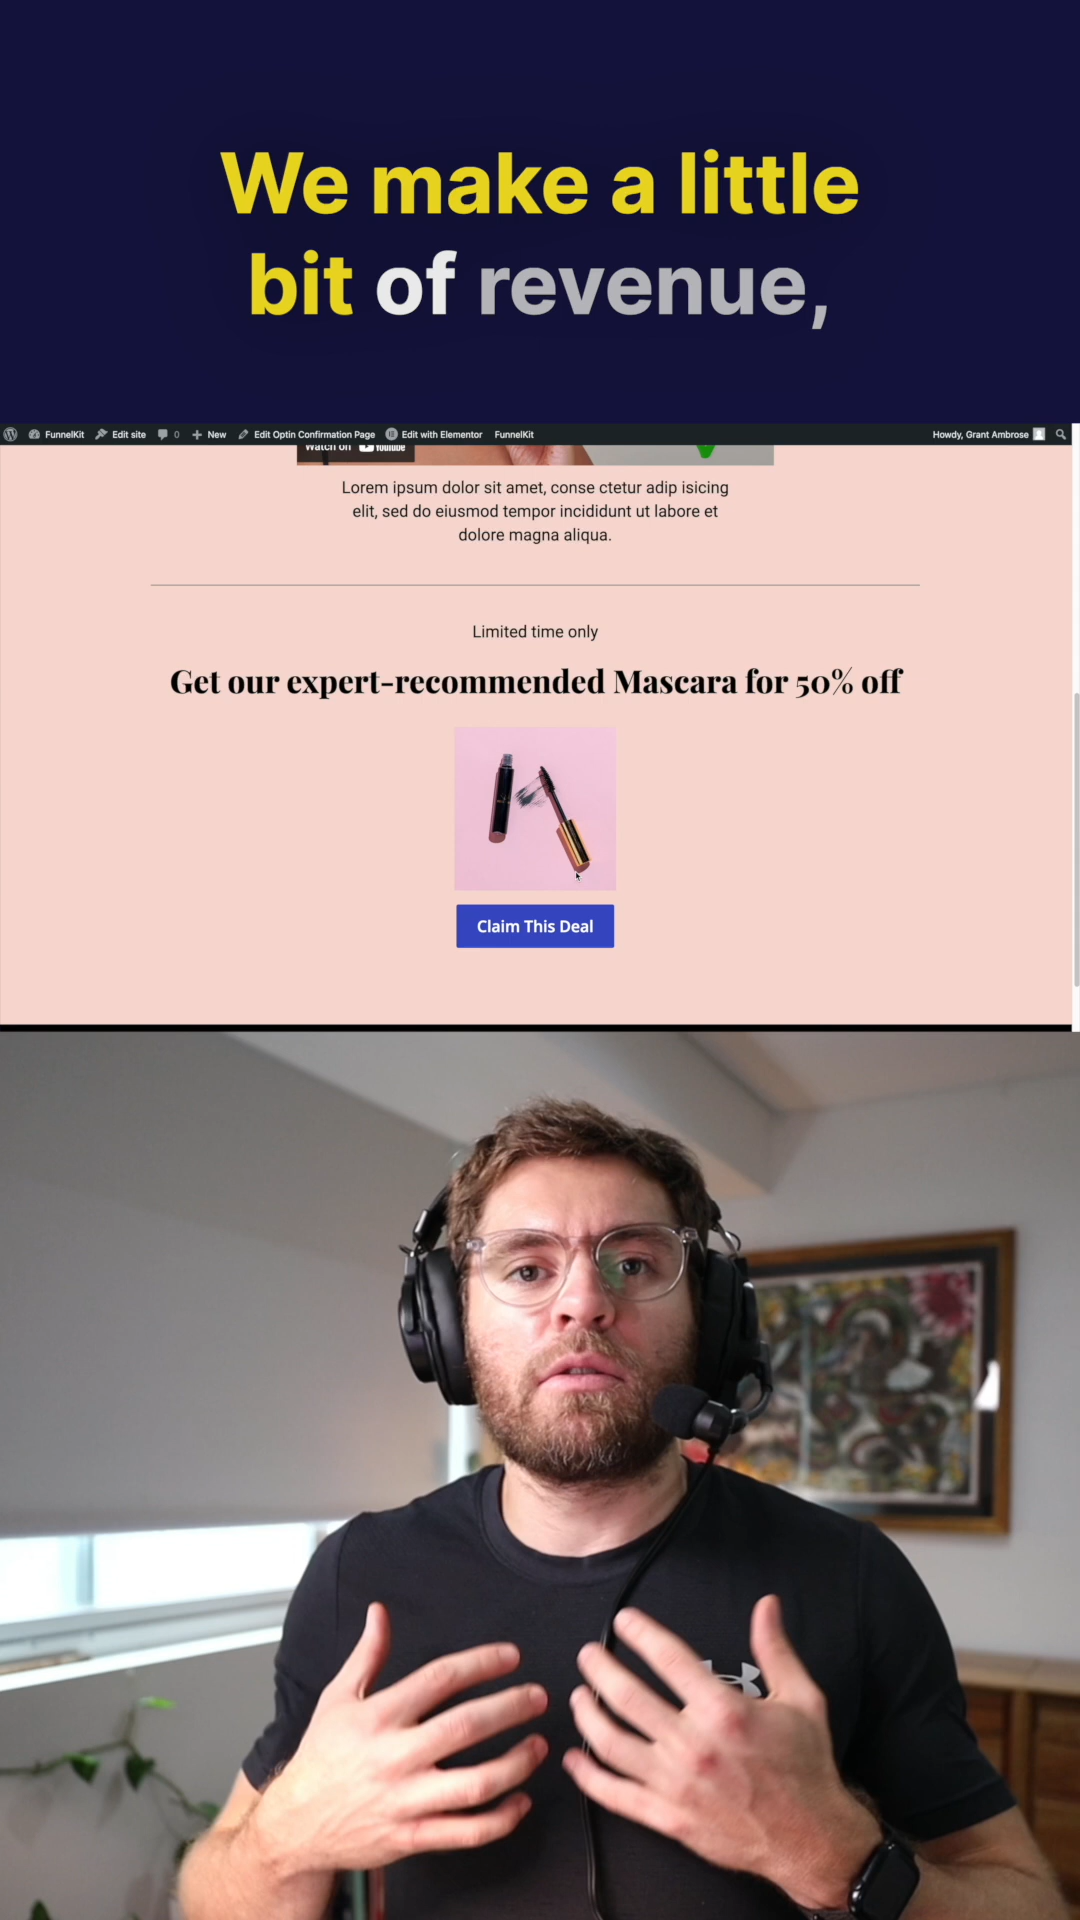 We make a little
bit of revenue,
FunnelKit Edit site 0 New Edit Optin Confirmation Page Edit with Elementor FunnelKit Howdy, Grant Ambrose
Watch on YouTube
Lorem ipsum dolor sit amet, conse ctetur adip isicing
elit, sed do eiusmod tempor incididunt ut labore et
dolore magna aliqua.
Limited time only
Get our expert-recommended Mascara for 50% off
Claim This Deal